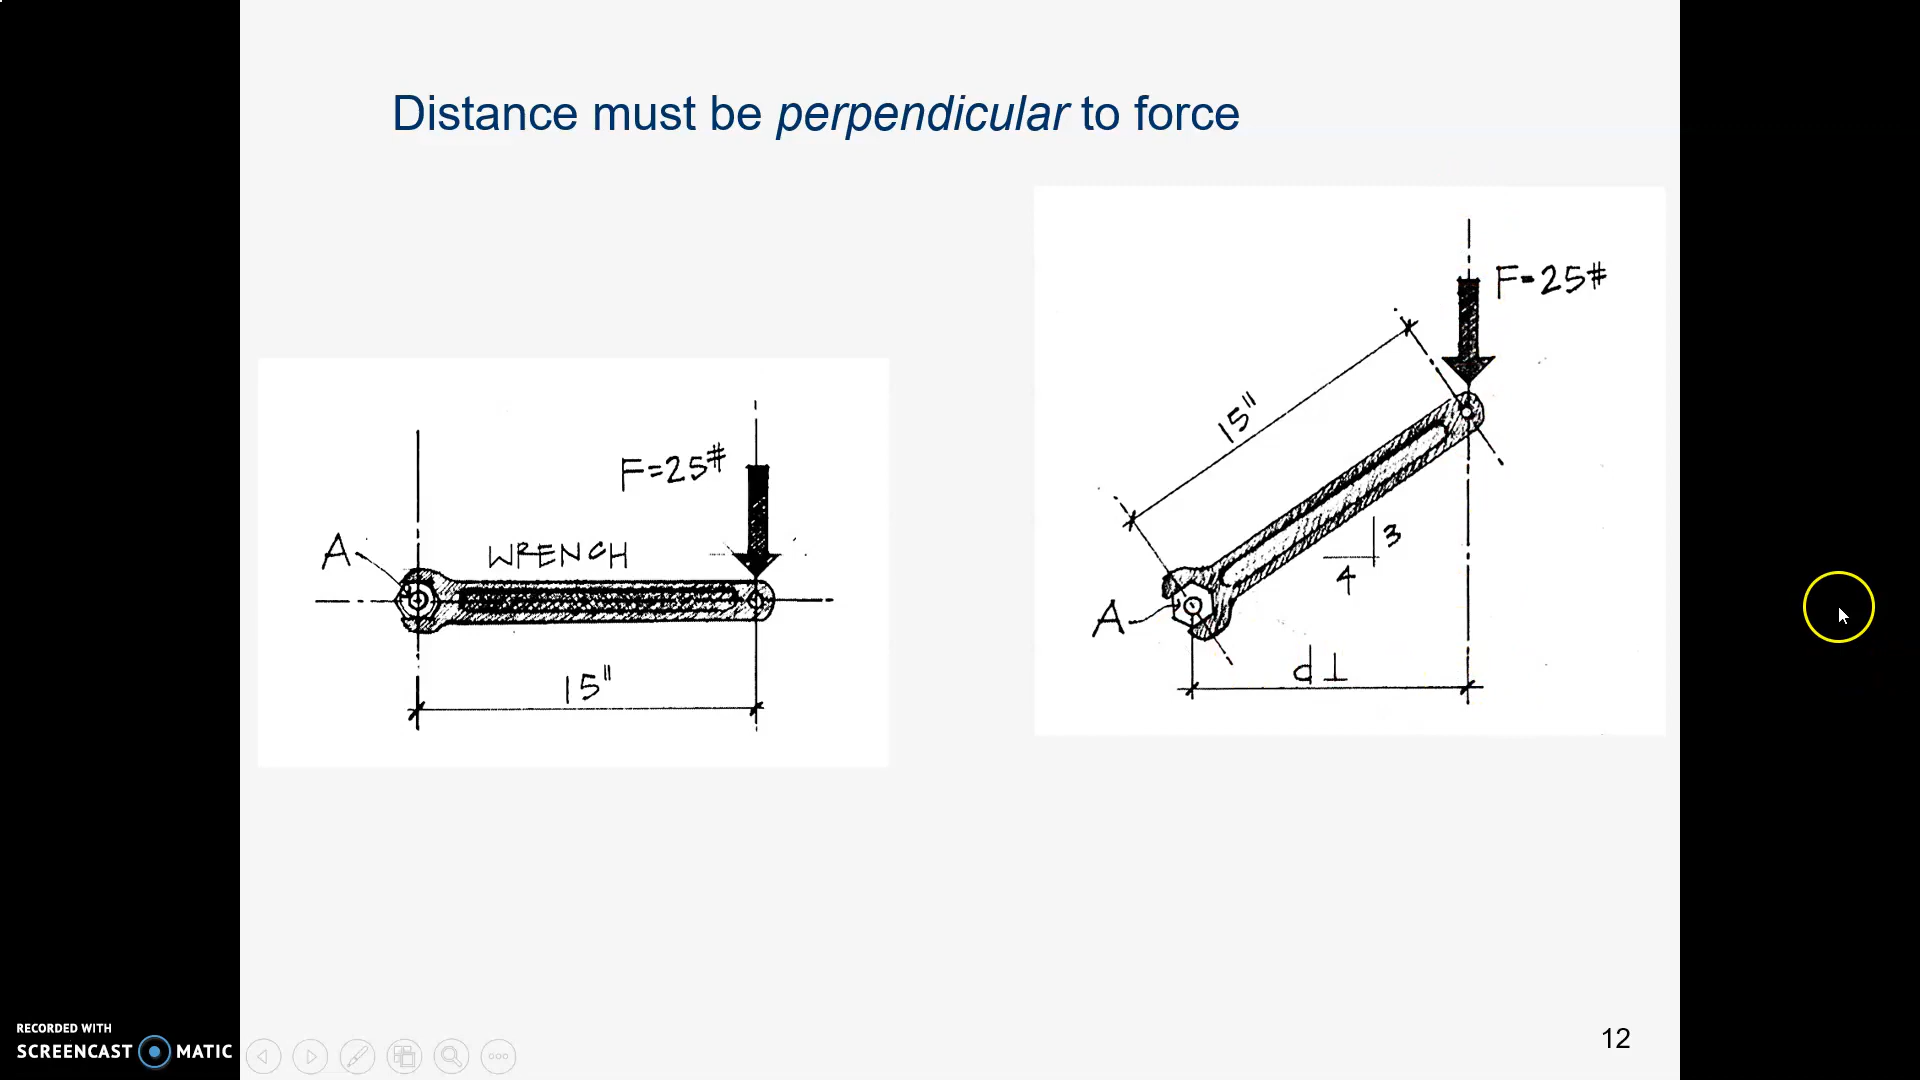 Distance must be perpendicular to force
F=25#
A
WRENCH
15"
F=25#
15"
3
4
A
d⊥
12
RECORDED WITH
SCREENCAST MATIC